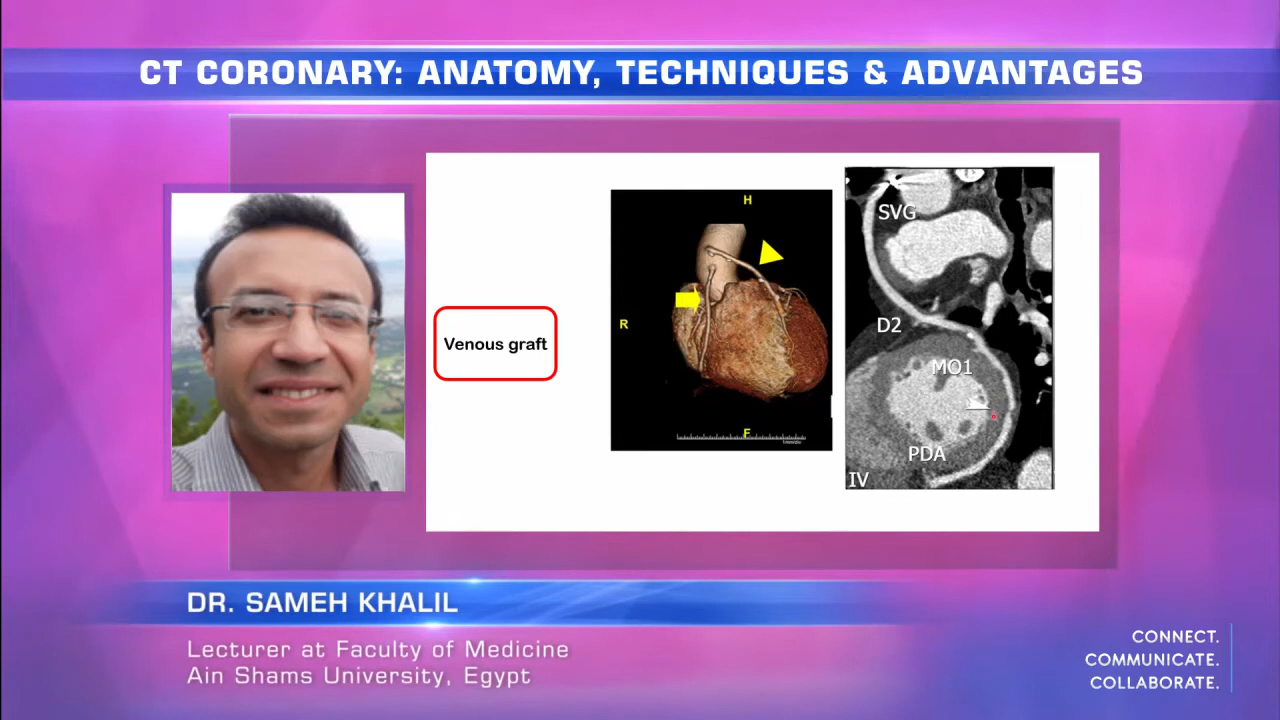 CT CORONARY: ANATOMY, TECHNIQUES & ADVANTAGES
Venous graft
H
R
F
SVG
D2
MO1
PDA
IV
DR. SAMEH KHALIL
Lecturer at Faculty of Medicine
Ain Shams University, Egypt
CONNECT.
COMMUNICATE.
COLLABORATE.